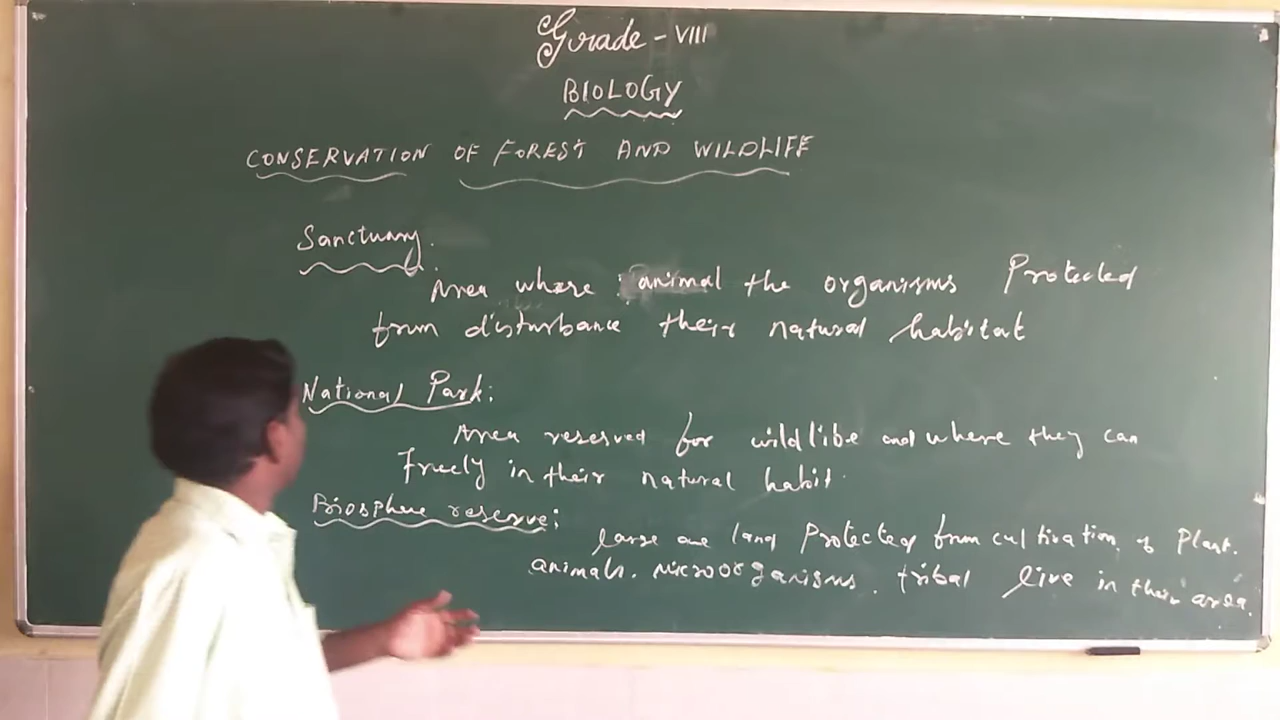 Grade - VIII
BIOLOGY
CONSERVATION OF FOREST AND WILDLIFE
Sanctuary.
Area where animal the organisms Protected
from disturbance their natural habitat
National Park:
Area reserved for wildlibe and where they can
Freely in their natural habit.
Biosphere reserve:
large are land Protected from cultivation of Plant.
animals. Microorganisms. tribal live in their area.